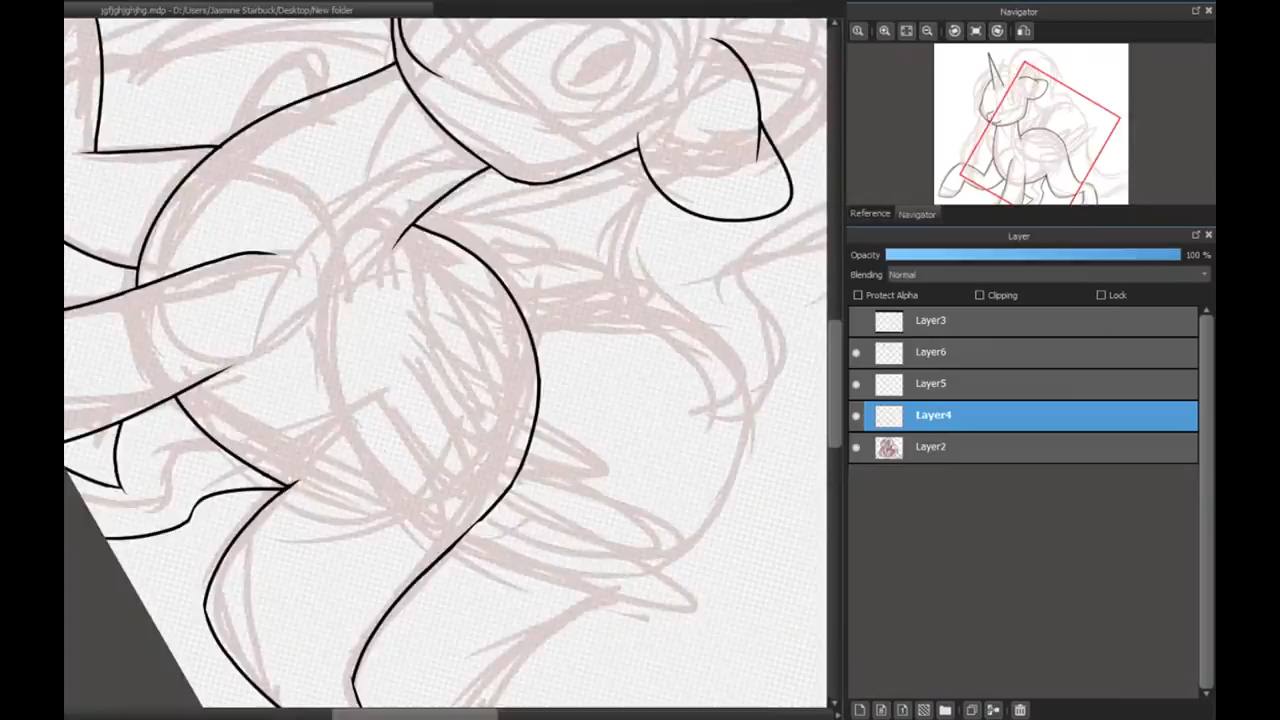 jgfjghjghjhg.mdp - D:/Users/Jasmine Starbuck/Desktop/New folder
Navigator
Reference Navigator
Layer
Opacity 100 %
Blending Normal
Protect Alpha Clipping Lock
Layer3
Layer6
Layer5
Layer4
Layer2